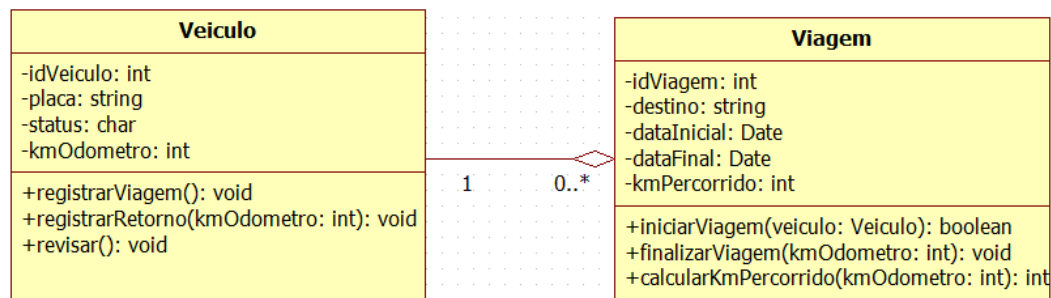 Veiculo
-idVeiculo: int
-placa: string
-status: char
-kmOdometro: int
+registrarViagem(): void
+registrarRetorno(kmOdometro: int): void
+revisar(): void
1
0..*
Viagem
-idViagem: int
-destino: string
-dataInicial: Date
-dataFinal: Date
-kmPercorrido: int
+iniciarViagem(veiculo: Veiculo): boolean
+finalizarViagem(kmOdometro: int): void
+calcularKmPercorrido(kmOdometro: int): int